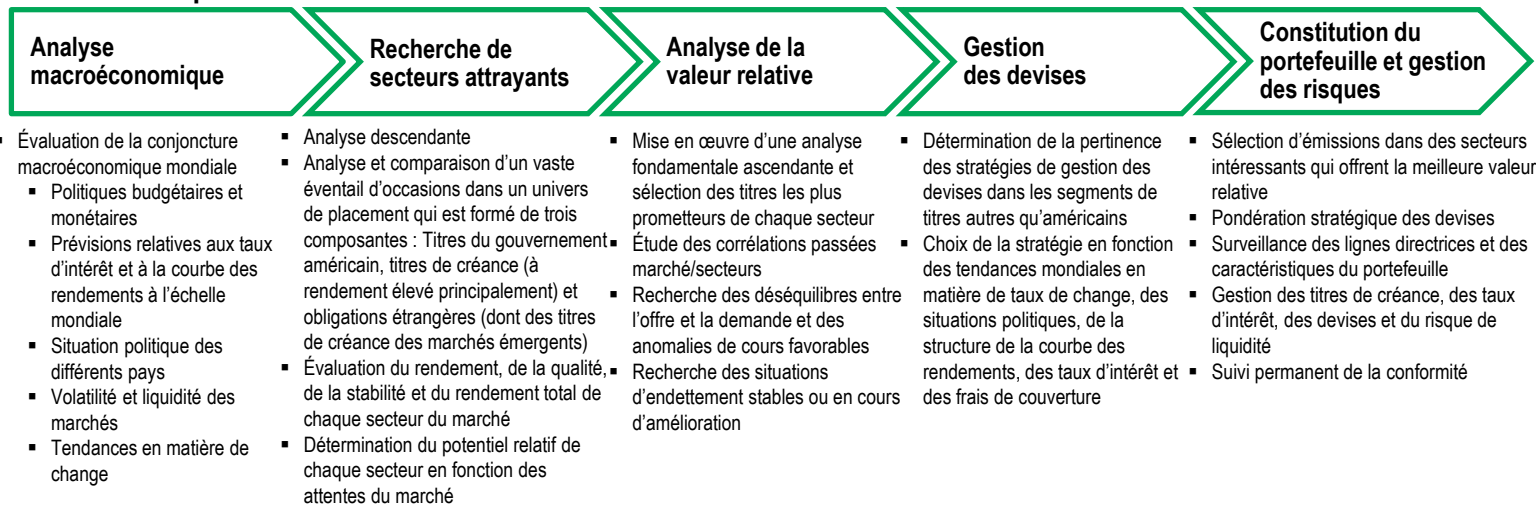 Analyse
macroéconomique
Recherche de
secteurs attrayants
Analyse de la
valeur relative
Gestion
des devises
Constitution du
portefeuille et gestion
des risques
▪ Évaluation de la conjoncture
macroéconomique mondiale
▪ Politiques budgétaires et
monétaires
▪ Prévisions relatives aux taux
d’intérêt et à la courbe des
rendements à l’échelle
mondiale
▪ Situation politique des
différents pays
▪ Volatilité et liquidité des
marchés
▪ Tendances en matière de
change
▪ Analyse descendante
▪ Analyse et comparaison d’un vaste
éventail d’occasions dans un univers
de placement qui est formé de trois
composantes : Titres du gouvernement
américain, titres de créance (à
rendement élevé principalement) et
obligations étrangères (dont des titres
de créance des marchés émergents)
▪ Évaluation du rendement, de la qualité,
de la stabilité et du rendement total de
chaque secteur du marché
▪ Détermination du potentiel relatif de
chaque secteur en fonction des
attentes du marché
▪ Mise en œuvre d’une analyse
fondamentale ascendante et
sélection des titres les plus
prometteurs de chaque secteur
▪ Étude des corrélations passées
marché/secteurs
▪ Recherche des déséquilibres entre
l’offre et la demande et des
anomalies de cours favorables
▪ Recherche des situations
d’endettement stables ou en cours
d’amélioration
▪ Détermination de la pertinence
des stratégies de gestion des
devises dans les segments de
titres autres qu’américains
▪ Choix de la stratégie en fonction
des tendances mondiales en
matière de taux de change, des
situations politiques, de la
structure de la courbe des
rendements, des taux d’intérêt et
des frais de couverture
▪ Sélection d’émissions dans des secteurs
intéressants qui offrent la meilleure valeur
relative
▪ Pondération stratégique des devises
▪ Surveillance des lignes directrices et des
caractéristiques du portefeuille
▪ Gestion des titres de créance, des taux
d’intérêt, des devises et du risque de
liquidité
▪ Suivi permanent de la conformité